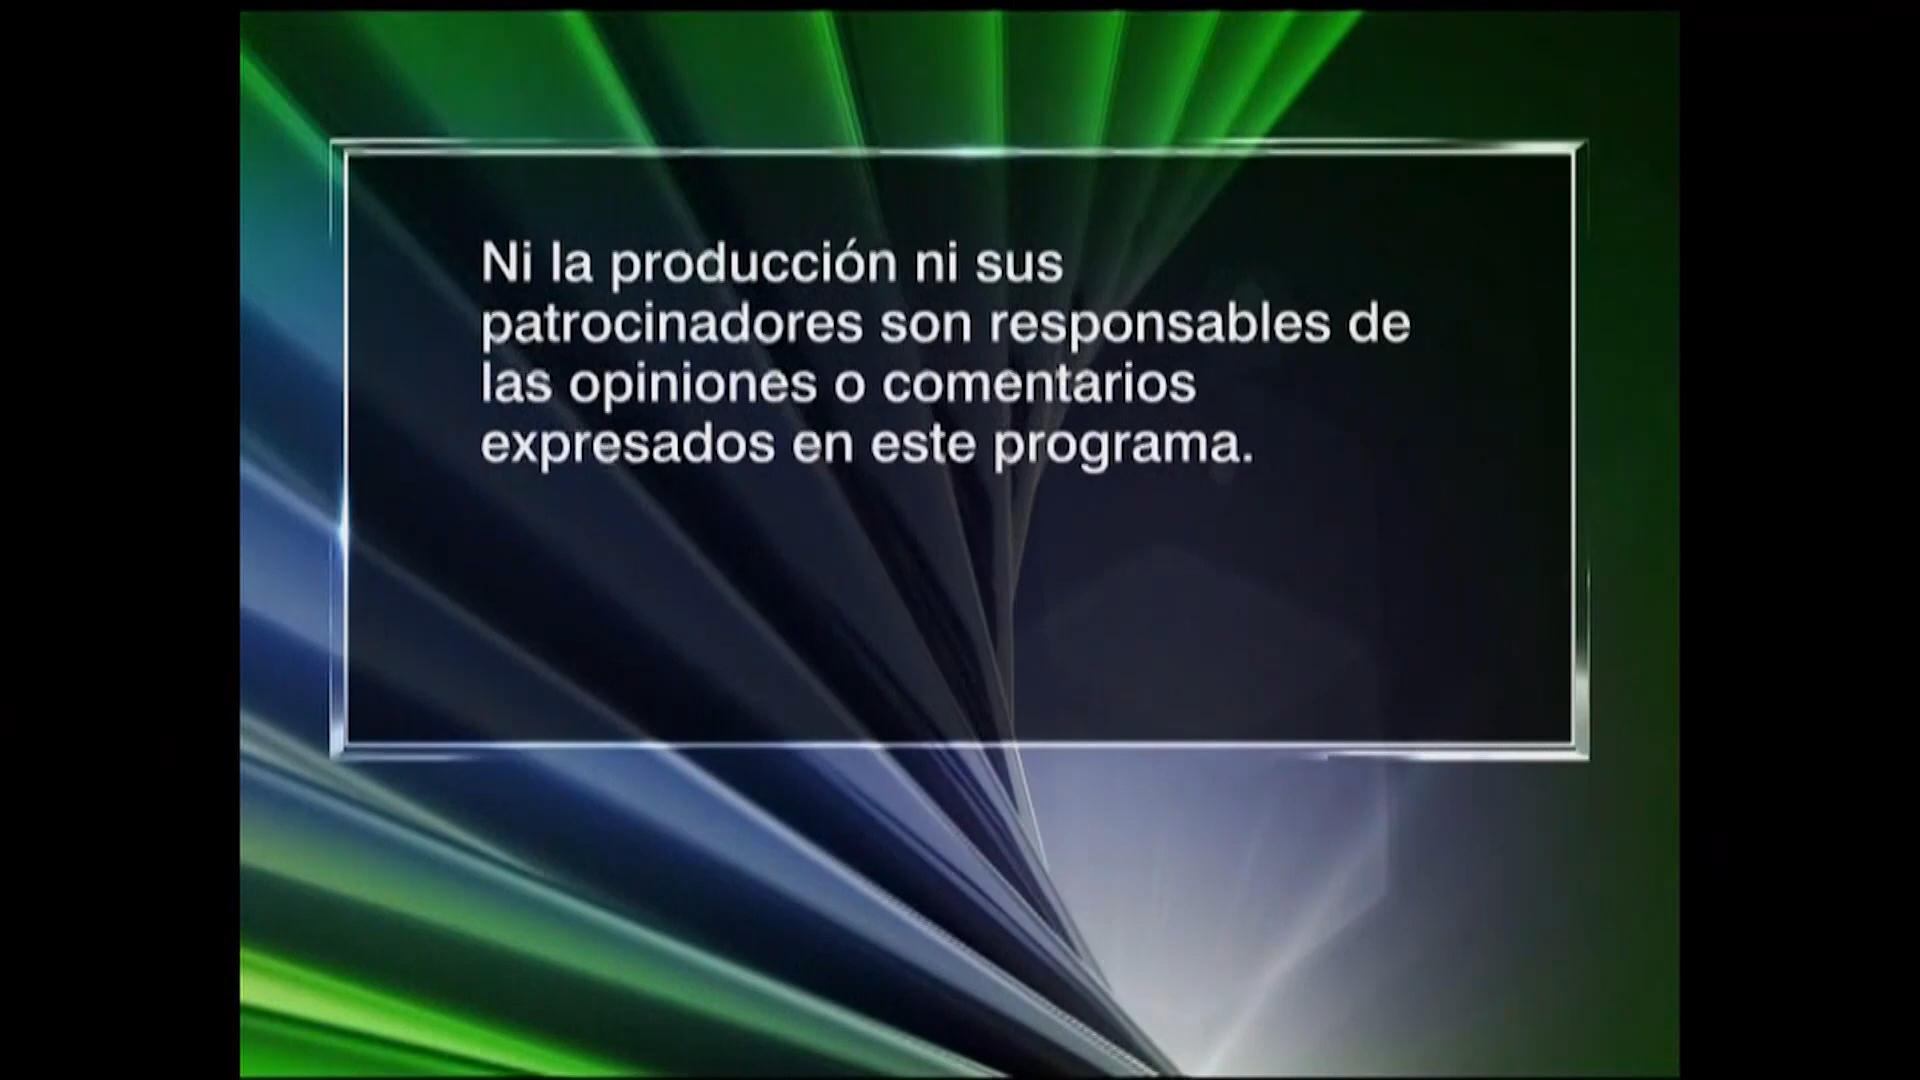 Ni la producción ni sus
patrocinadores son responsables de
las opiniones o comentarios
expresados en este programa.